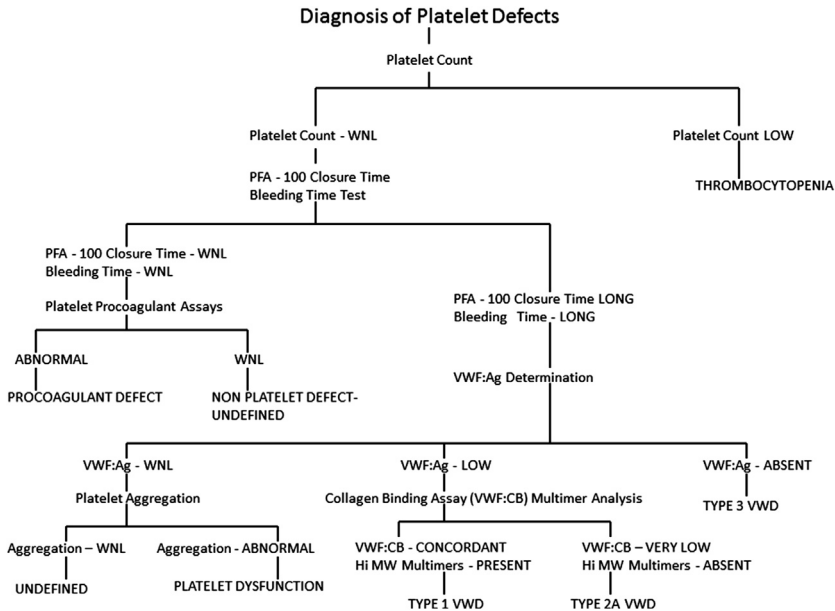 Diagnosis of Platelet Defects
Platelet Count
Platelet Count - WNL
Platelet Count LOW
PFA - 100 Closure Time
Bleeding Time Test
THROMBOCYTOPENIA
PFA - 100 Closure Time - WNL
Bleeding Time - WNL
Platelet Procoagulant Assays
PFA - 100 Closure Time LONG
Bleeding Time - LONG
ABNORMAL
WNL
PROCOAGULANT DEFECT
NON PLATELET DEFECT-
UNDEFINED
VWF:Ag Determination
VWF:Ag - WNL
VWF:Ag - LOW
VWF:Ag - ABSENT
Platelet Aggregation
Collagen Binding Assay (VWF:CB) Multimer Analysis
TYPE 3 VWD
Aggregation – WNL
Aggregation - ABNORMAL
VWF:CB - CONCORDANT
Hi MW Multimers - PRESENT
VWF:CB – VERY LOW
Hi MW Multimers - ABSENT
UNDEFINED
PLATELET DYSFUNCTION
TYPE 1 VWD
TYPE 2A VWD